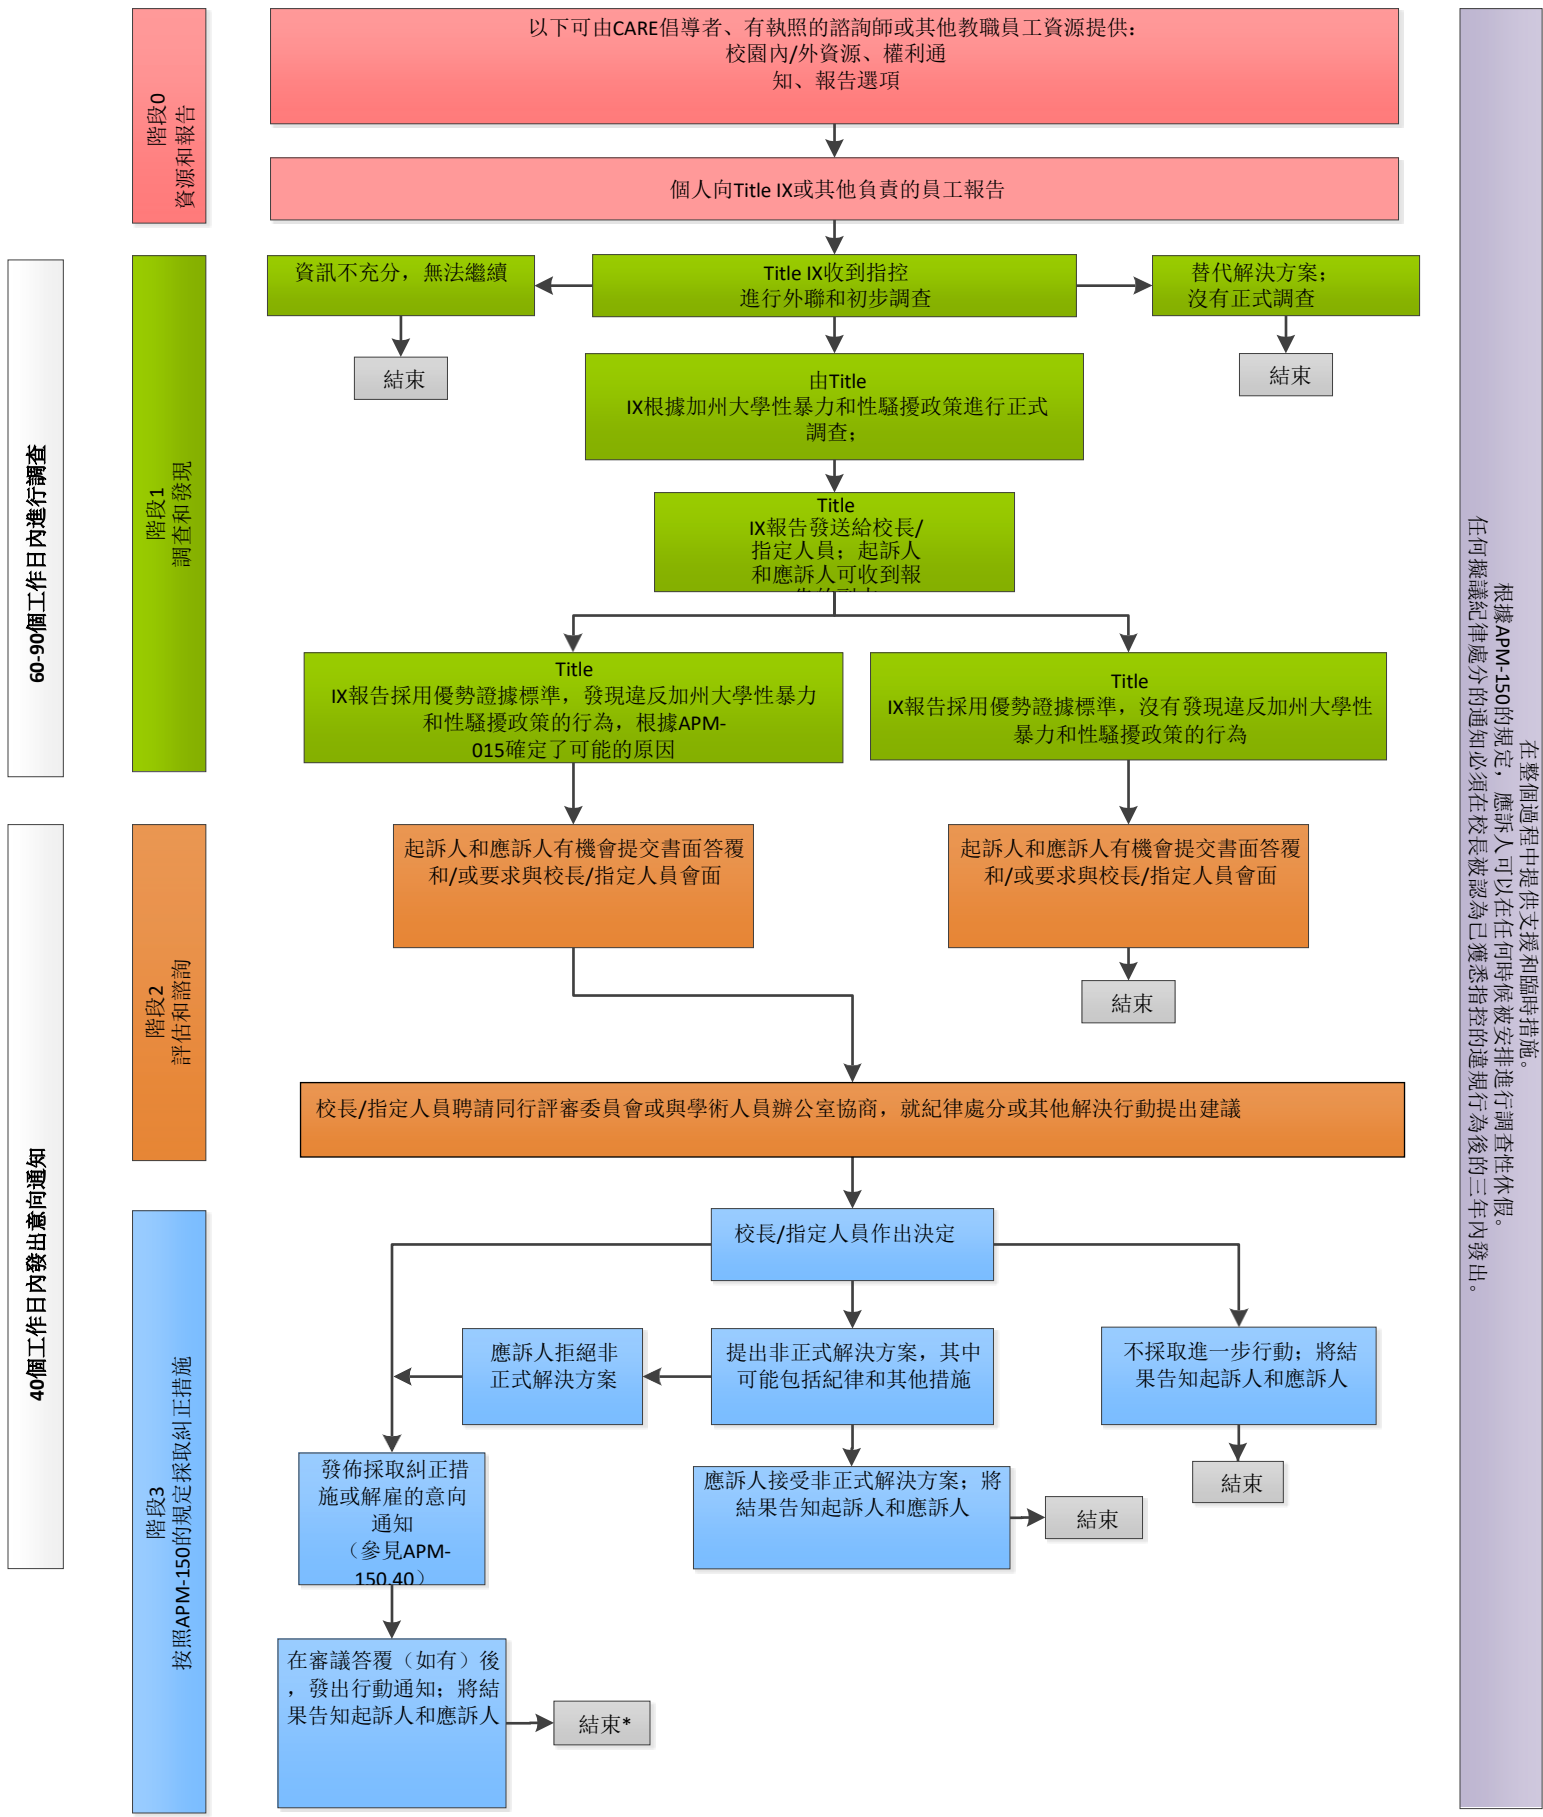 以下可由CARE倡導者、有執照的諮詢師或其他教職員工資源提供：
校園內/外資源、權利通
知、報告選項
階段0
資源和報告
個人向Title IX或其他負責的員工報告
資訊不充分，無法繼續
Title IX收到指控
進行外聯和初步調查
替代解決方案；
沒有正式調查
結束
結束
由Title
IX根據加州大學性暴力和性騷擾政策進行正式
調查；
60-90個工作日內進行調查
階段1
調查和發現
Title
IX報告發送給校長/
指定人員；起訴人
和應訴人可收到報
Title
IX報告採用優勢證據標準，發現違反加州大學性暴力
和性騷擾政策的行為，根據APM-
015確定了可能的原因
Title
IX報告採用優勢證據標準，沒有發現違反加州大學性
暴力和性騷擾政策的行為
起訴人和應訴人有機會提交書面答覆
和/或要求與校長/指定人員會面
起訴人和應訴人有機會提交書面答覆
和/或要求與校長/指定人員會面
結束
階段2
評估和諮詢
校長/指定人員聘請同行評審委員會或與學術人員辦公室協商，就紀律處分或其他解決行動提出建議
40個工作日內發出意向通知
校長/指定人員作出決定
應訴人拒絕非
正式解決方案
提出非正式解決方案，其中
可能包括紀律和其他措施
不採取進一步行動；將結
果告知起訴人和應訴人
階段3
按照APM-150的規定採取糾正措施
發佈採取糾正措
施或解雇的意向
通知
（參見APM-
150.40）
應訴人接受非正式解決方案；將
結果告知起訴人和應訴人
結束
結束
在審議答覆（如有）後
，發出行動通知；將結
果告知起訴人和應訴人
結束*
在整個過程中提供支援和臨時措施。
根據APM-150的規定，應訴人可以在任何時候被安排進行調查性休假。
任何擬議紀律處分的通知必須在校長被認為已獲悉指控的違規行為後的三年內發出。